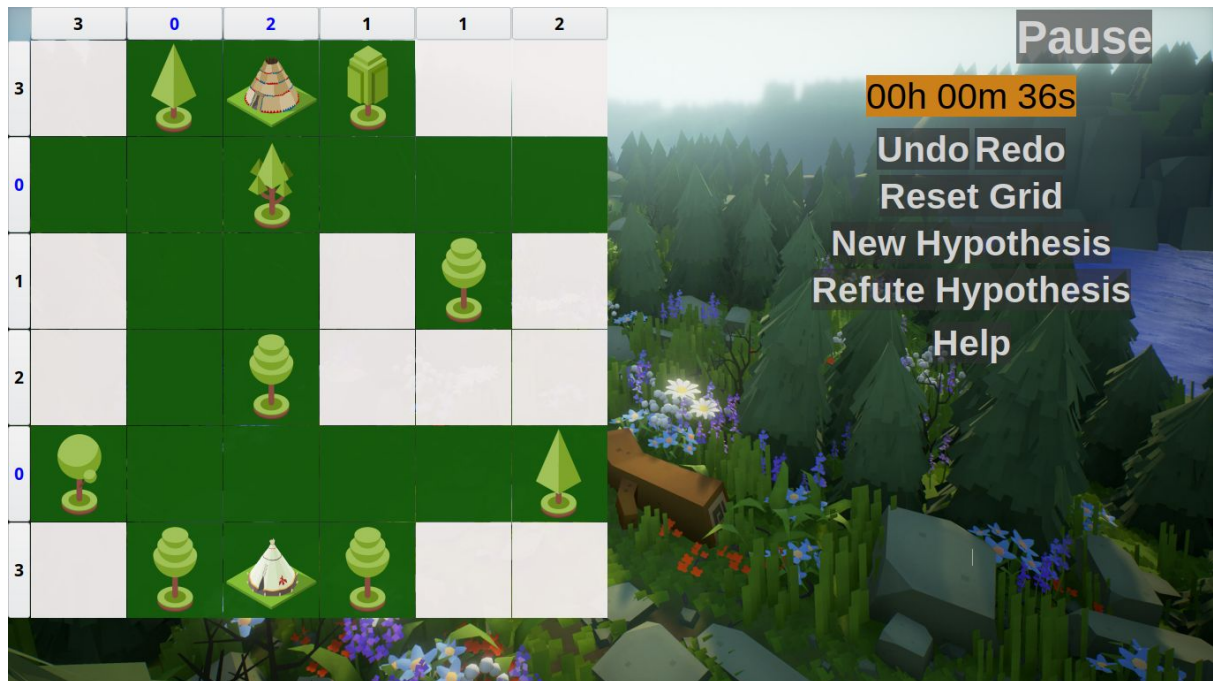 3 0 2 1 1 2
Pause
3
00h 00m 36s
Undo Redo
0
Reset Grid
New Hypothesis
1
Refute Hypothesis
Help
2
0
3